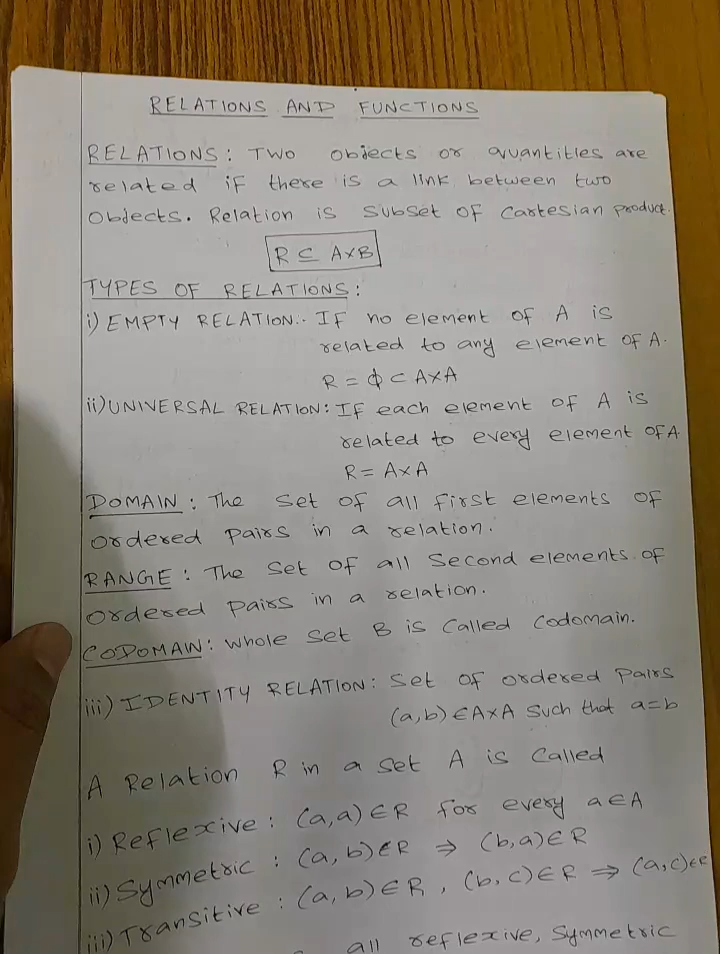 RELATIONS AND FUNCTIONS
RELATIONS: TWO objects or quantities are
related if there is a link between two
Objects. Relation is Subset of Cartesian product.
R ⊆ A×B
TYPES OF RELATIONS:
i) EMPTY RELATION:- IF no element of A is
related to any element of A.
R = ϕ ⊂ A×A
ii) UNIVERSAL RELATION: IF each element of A is
related to every element of A.
R = A×A
DOMAIN: The set of all first elements of
ordered pairs in a relation.
RANGE: The set of all second elements of
ordered pairs in a relation.
CODOMAIN: Whole set B is Called Codomain.
iii) IDENTITY RELATION: Set of ordered Pairs
(a,b) ∈ A×A such that a=b
A Relation R in a set A is Called
i) Reflexive: (a,a) ∈ R for every a ∈ A
ii) Symmetric: (a,b) ∈ R ⇒ (b,a) ∈ R
iii) Transitive: (a,b) ∈ R, (b,c) ∈ R ⇒ (a,c) ∈ R
all reflexive, Symmetric